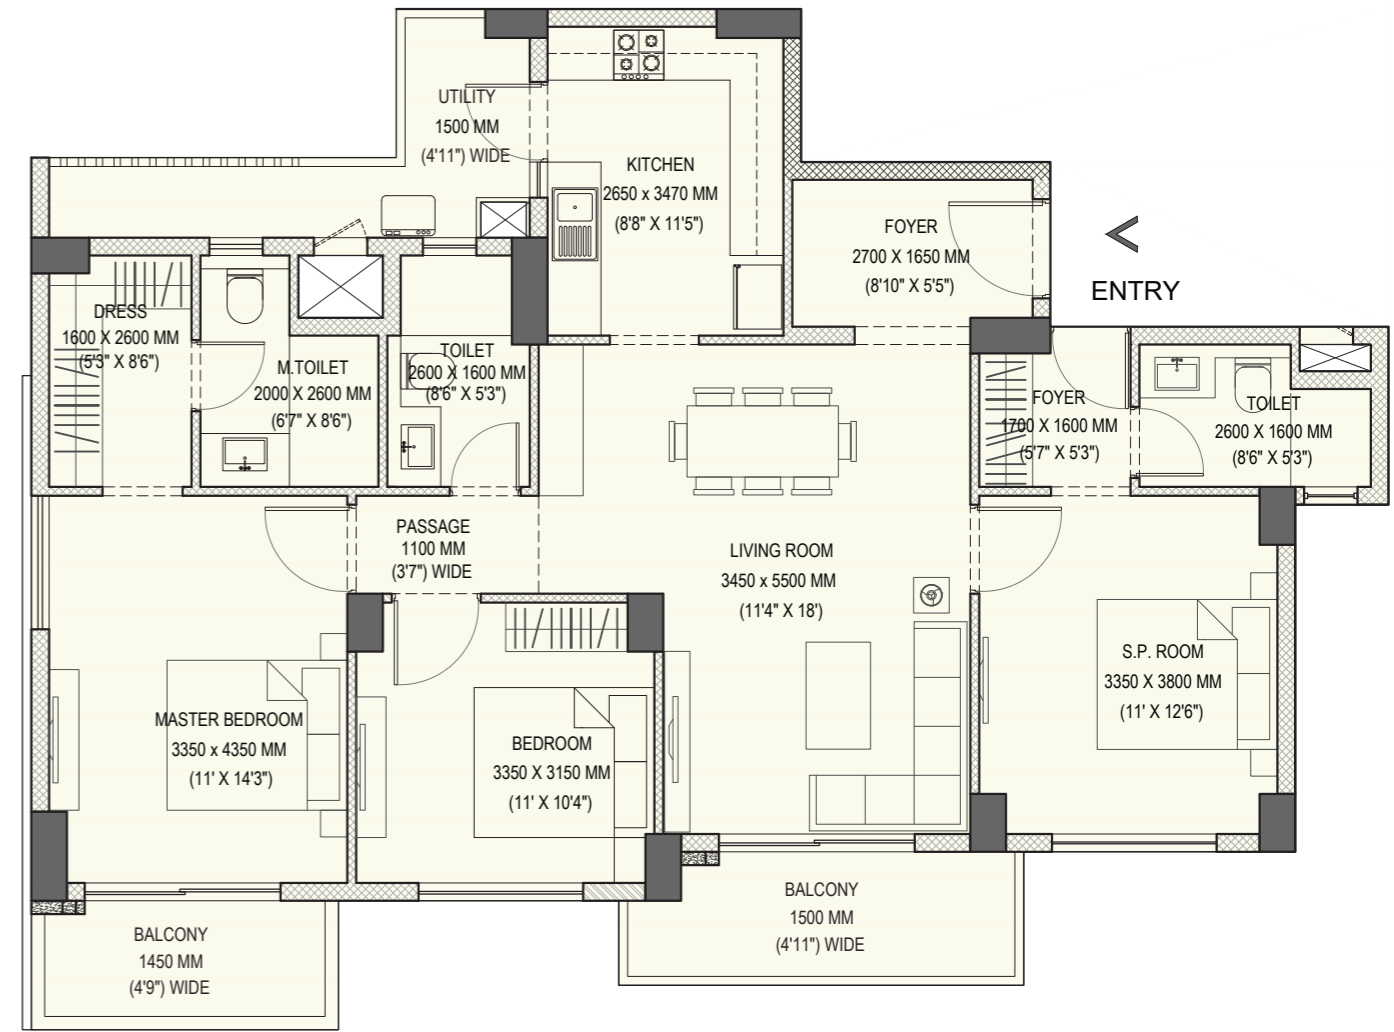 UTILITY
1500 MM
(4'11") WIDE
KITCHEN
2650 x 3470 MM
(8'8" X 11'5")
FOYER
2700 X 1650 MM
(8'10" X 5'5")
ENTRY
DRESS
1600 X 2600 MM
(5'3" X 8'6")
M.TOILET
2000 X 2600 MM
(6'7" X 8'6")
TOILET
2600 X 1600 MM
(8'6" X 5'3")
FOYER
1700 X 1600 MM
(5'7" X 5'3")
TOILET
2600 X 1600 MM
(8'6" X 5'3")
PASSAGE
1100 MM
(3'7") WIDE
LIVING ROOM
3450 x 5500 MM
(11'4" X 18')
S.P. ROOM
3350 X 3800 MM
(11' X 12'6")
MASTER BEDROOM
3350 x 4350 MM
(11' X 14'3")
BEDROOM
3350 X 3150 MM
(11' X 10'4")
BALCONY
1500 MM
(4'11") WIDE
BALCONY
1450 MM
(4'9") WIDE